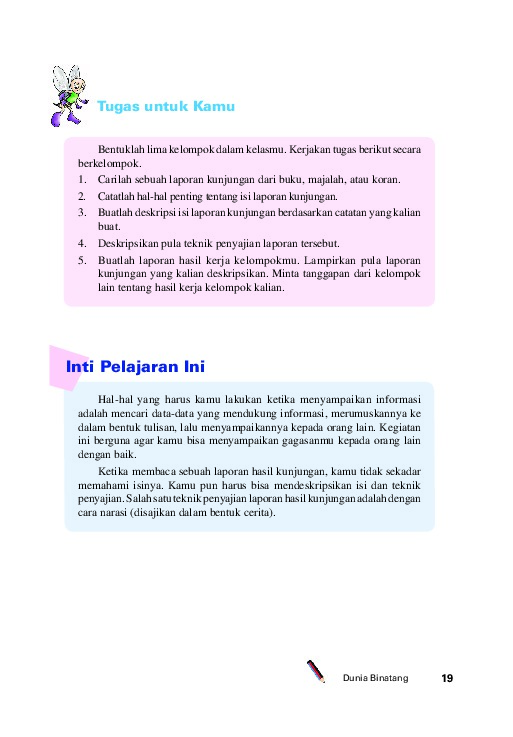 Tugas untuk Kamu
Bentuklah lima kelompok dalam kelasmu. Kerjakan tugas berikut secara
berkelompok.
1. Carilah sebuah laporan kunjungan dari buku, majalah, atau koran.
2. Catatlah hal-hal penting tentang isi laporan kunjungan.
3. Buatlah deskripsi isi laporan kunjungan berdasarkan catatan yang kalian
buat.
4. Deskripsikan pula teknik penyajian laporan tersebut.
5. Buatlah laporan hasil kerja kelompokmu. Lampirkan pula laporan
kunjungan yang kalian deskripsikan. Minta tanggapan dari kelompok
lain tentang hasil kerja kelompok kalian.
Inti Pelajaran Ini
Hal-hal yang harus kamu lakukan ketika menyampaikan informasi
adalah mencari data-data yang mendukung informasi, merumuskannya ke
dalam bentuk tulisan, lalu menyampaikannya kepada orang lain. Kegiatan
ini berguna agar kamu bisa menyampaikan gagasanmu kepada orang lain
dengan baik.
Ketika membaca sebuah laporan hasil kunjungan, kamu tidak sekadar
memahami isinya. Kamu pun harus bisa mendeskripsikan isi dan teknik
penyajian. Salah satu teknik penyajian laporan hasil kunjungan adalah dengan
cara narasi (disajikan dalam bentuk cerita).
Dunia Binatang 19